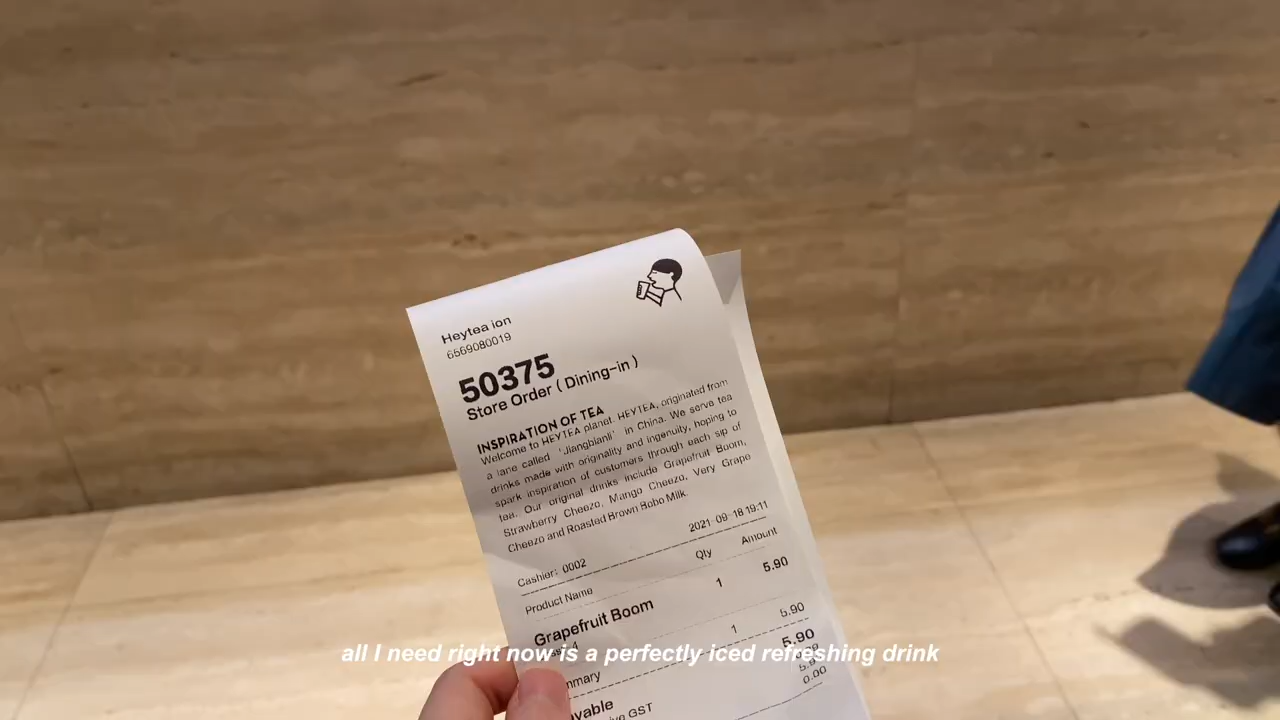 Heytea ion
6569080019
50375
Store Order ( Dining-in )
INSPIRATION OF TEA
Welcome to HEYTEA planet. HEYTEA, originated from
a lane called 'Jiangbianli' in China. We serve tea
drinks made with originality and ingenuity, hoping to
spark inspiration of customers through each sip of
tea. Our original drinks include Grapefruit Boom,
Strawberry Cheezo, Mango Cheezo, Very Grape
Cheezo and Roasted Brown Bobo Milk.
2021-09-18 19:11
Cashier: 0002
Product Name Qty Amount
Grapefruit Boom 1 5.90
1 5.90
5.90
GST
0.00
all I need right now is a perfectly iced refreshing drink